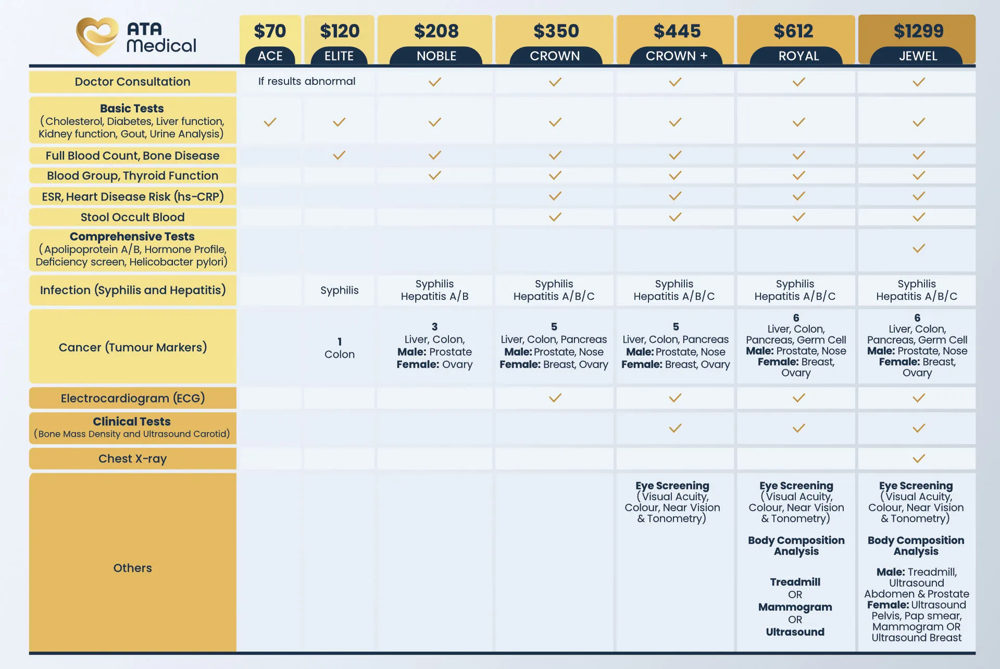 ATA
Medical
$70
$120
$208
$350
$445
$612
$1299
ACE
ELITE
NOBLE
CROWN
CROWN +
ROYAL
JEWEL
Doctor Consultation
If results abnormal
Basic Tests
(Cholesterol, Diabetes, Liver function,
Kidney function, Gout, Urine Analysis)
Full Blood Count, Bone Disease
Blood Group, Thyroid Function
ESR, Heart Disease Risk (hs-CRP)
Stool Occult Blood
Comprehensive Tests
(Apolipoprotein A/B, Hormone Profile,
Deficiency screen, Helicobacter pylori)
Infection (Syphilis and Hepatitis)
Syphilis
Syphilis
Hepatitis A/B
Syphilis
Hepatitis A/B/C
Syphilis
Hepatitis A/B/C
Syphilis
Hepatitis A/B/C
Syphilis
Hepatitis A/B/C
Cancer (Tumour Markers)
1
Colon
3
Liver, Colon,
Male: Prostate
Female: Ovary
5
Liver, Colon, Pancreas
Male: Prostate, Nose
Female: Breast, Ovary
5
Liver, Colon, Pancreas
Male: Prostate, Nose
Female: Breast, Ovary
6
Liver, Colon,
Pancreas, Germ Cell
Male: Prostate, Nose
Female: Breast,
Ovary
6
Liver, Colon,
Pancreas, Germ Cell
Male: Prostate, Nose
Female: Breast,
Ovary
Electrocardiogram (ECG)
Clinical Tests
(Bone Mass Density and Ultrasound Carotid)
Chest X-ray
Others
Eye Screening
(Visual Acuity,
Colour, Near Vision
& Tonometry)
Eye Screening
(Visual Acuity,
Colour, Near Vision
& Tonometry)
Body Composition
Analysis
Treadmill
OR
Mammogram
OR
Ultrasound
Eye Screening
(Visual Acuity,
Colour, Near Vision
& Tonometry)
Body Composition
Analysis
Male: Treadmill,
Ultrasound
Abdomen & Prostate
Female: Ultrasound
Pelvis, Pap smear,
Mammogram OR
Ultrasound Breast